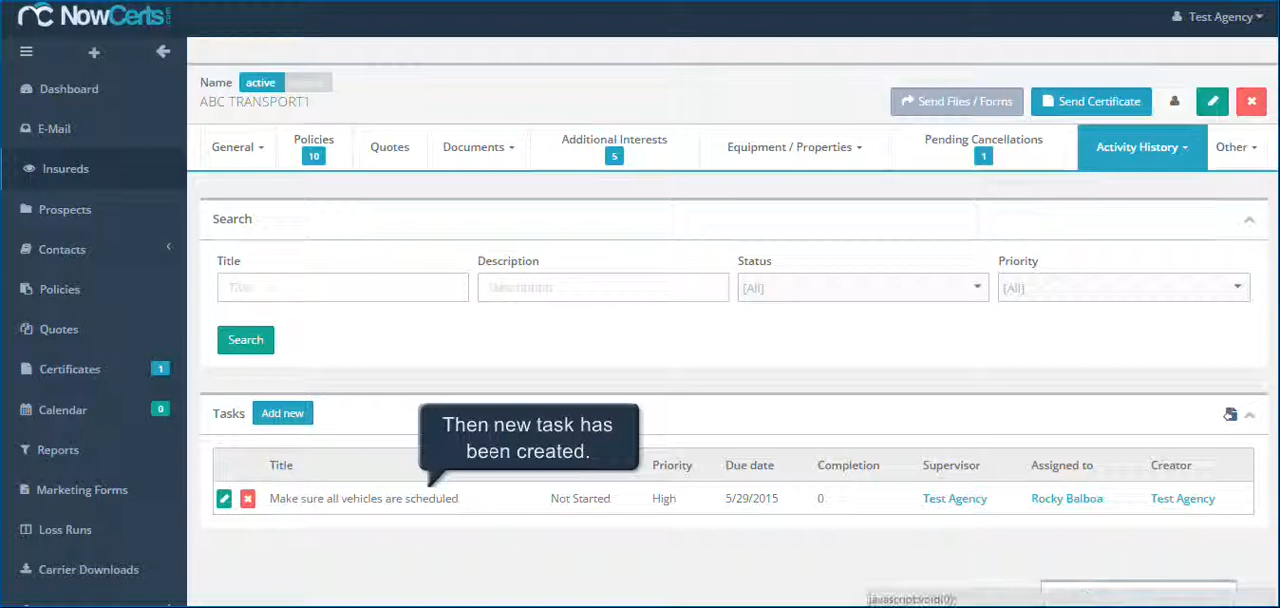 NowCerts.com
Test Agency
Dashboard
E-Mail
Insureds
Prospects
Contacts
Policies
Quotes
Certificates 1
Calendar 0
Reports
Marketing Forms
Loss Runs
Carrier Downloads
Name active
ABC TRANSPORT1
Send Files / Forms Send Certificate
General Policies 10 Quotes Documents Additional Interests 5 Equipment / Properties Pending Cancellations 1 Activity History Other
Search
Title Description Status Priority
Title Description [All] [All]
Search
Tasks Add new
Then new task has
been created.
Title Priority Due date Completion Supervisor Assigned to Creator
Make sure all vehicles are scheduled Not Started High 5/29/2015 0 Test Agency Rocky Balboa Test Agency
javascript:void(0);